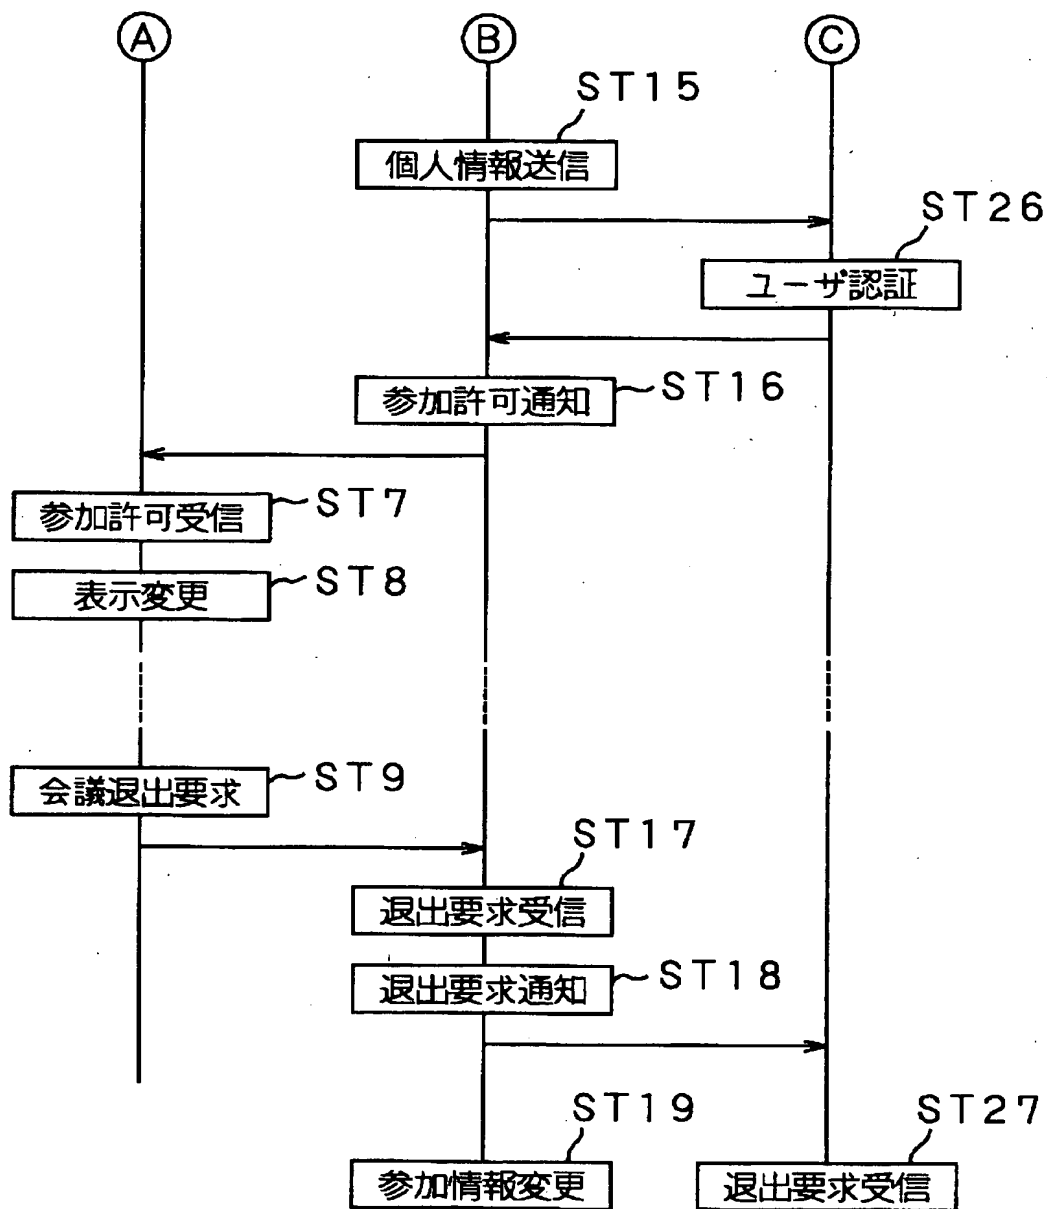 Ⓐ Ⓑ Ⓒ
ST15
個人情報送信
ST26
ユーザ認証
参加許可通知 ST16
参加許可受信 ST7
表示変更 ST8
会議退出要求 ST9
ST17
退出要求受信
退出要求通知 ST18
ST19 ST27
参加情報変更 退出要求受信